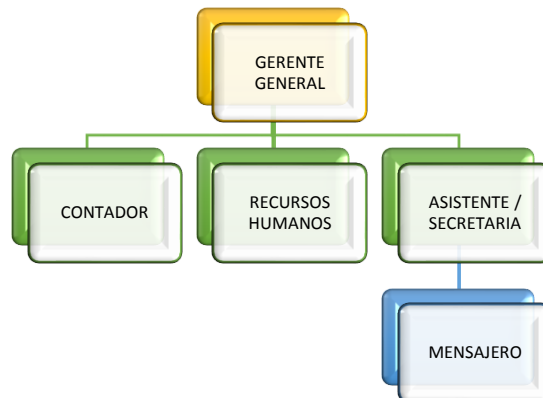 GERENTE
GENERAL
CONTADOR
RECURSOS
HUMANOS
ASISTENTE /
SECRETARIA
MENSAJERO